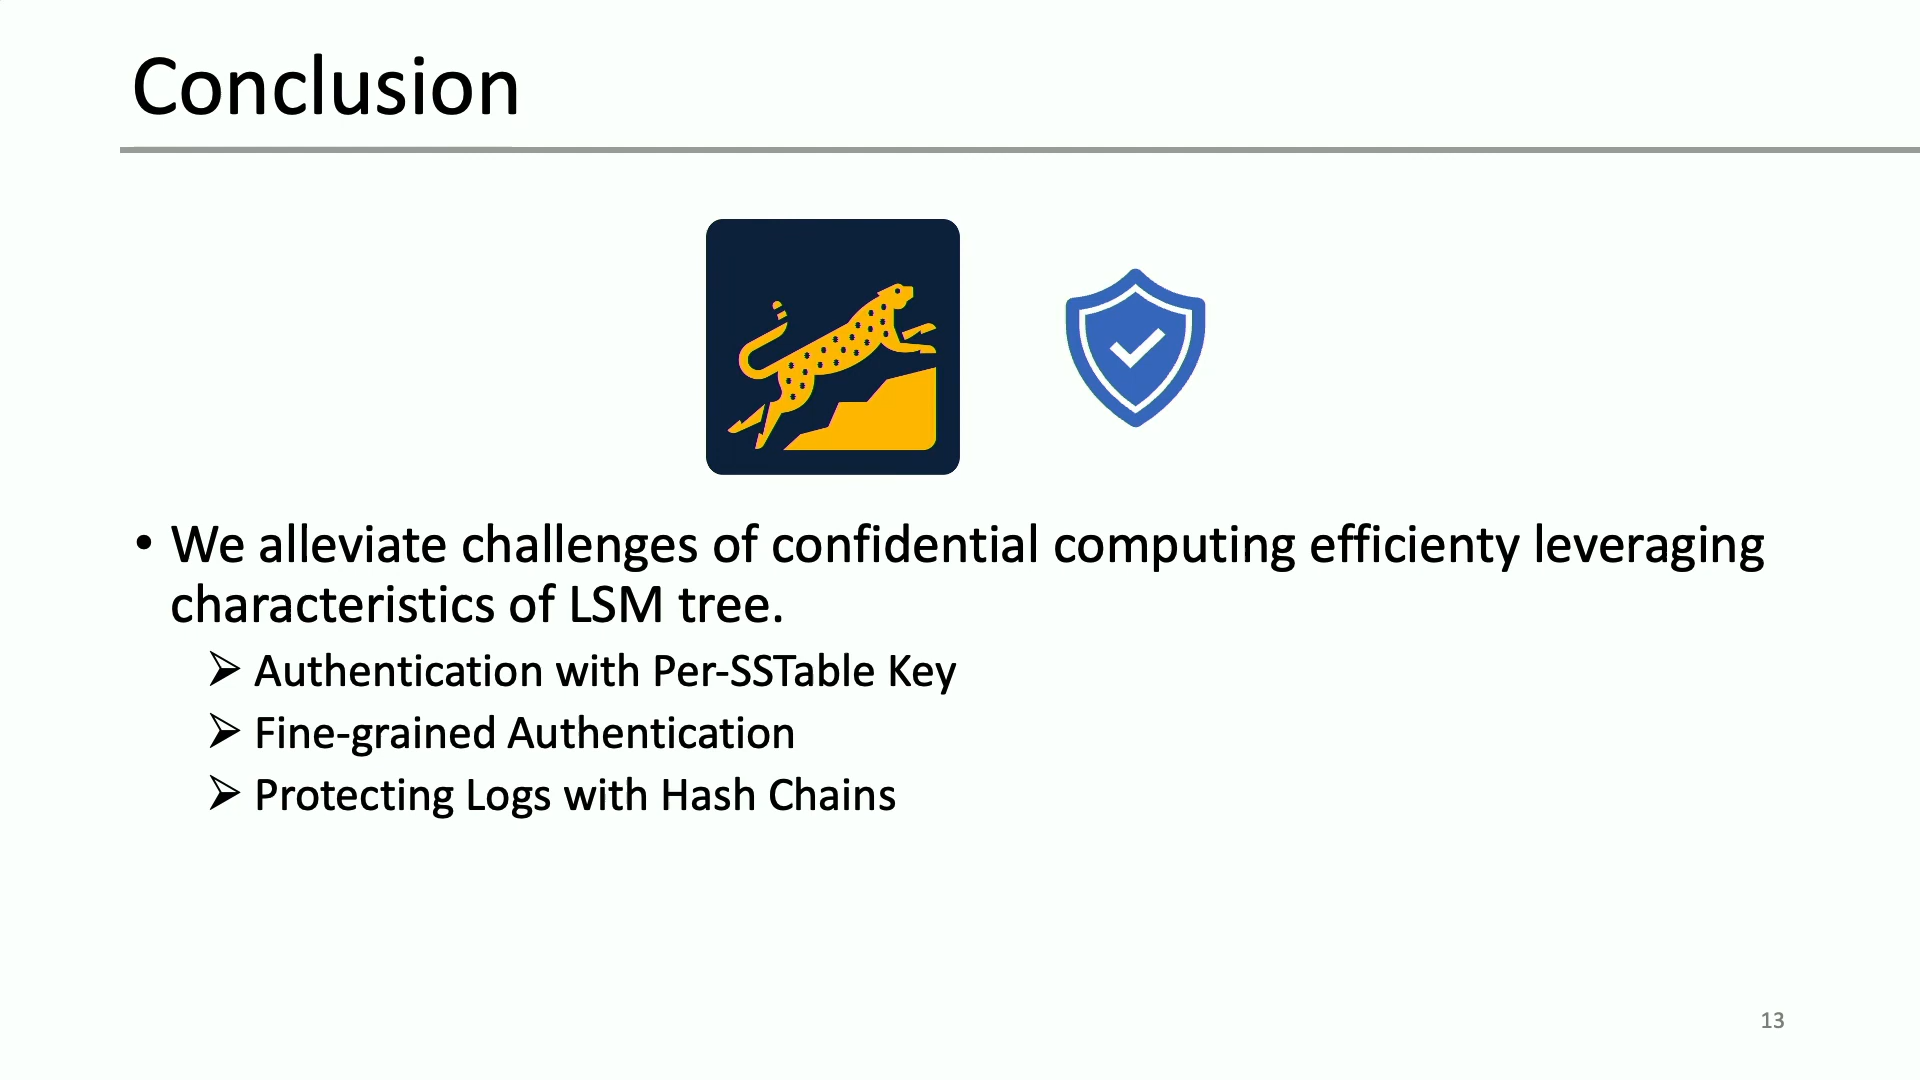 Conclusion
• We alleviate challenges of confidential computing efficienty leveraging
characteristics of LSM tree.
➢ Authentication with Per-SSTable Key
➢ Fine-grained Authentication
➢ Protecting Logs with Hash Chains
13